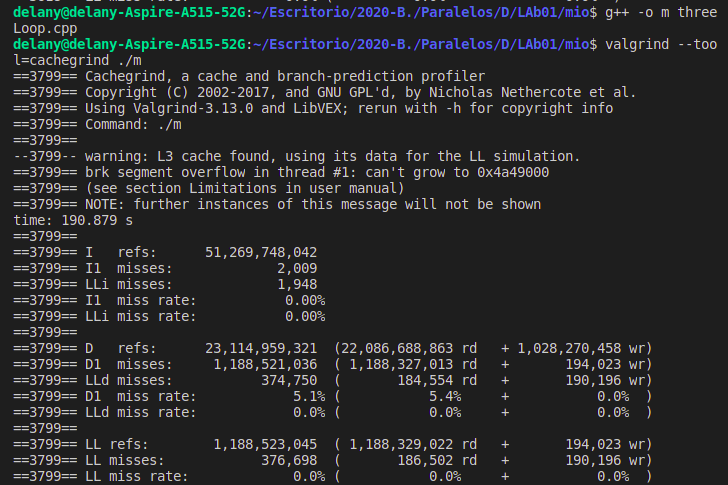 delany@delany-Aspire-A515-52G:~/Escritorio/2020-B./Paralelos/D/LAb01/mio$ g++ -o m three
Loop.cpp
delany@delany-Aspire-A515-52G:~/Escritorio/2020-B./Paralelos/D/LAb01/mio$ valgrind --too
l=cachegrind ./m
==3799== Cachegrind, a cache and branch-prediction profiler
==3799== Copyright (C) 2002-2017, and GNU GPL'd, by Nicholas Nethercote et al.
==3799== Using Valgrind-3.13.0 and LibVEX; rerun with -h for copyright info
==3799== Command: ./m
==3799==
--3799-- warning: L3 cache found, using its data for the LL simulation.
==3799== brk segment overflow in thread #1: can't grow to 0x4a49000
==3799== (see section Limitations in user manual)
==3799== NOTE: further instances of this message will not be shown
time: 190.879 s
==3799==
==3799== I   refs:      51,269,748,042
==3799== I1  misses:             2,009
==3799== LLi misses:             1,948
==3799== I1  miss rate:           0.00%
==3799== LLi miss rate:           0.00%
==3799==
==3799== D   refs:      23,114,959,321  (22,086,688,863 rd   + 1,028,270,458 wr)
==3799== D1  misses:     1,188,521,036  ( 1,188,327,013 rd   +       194,023 wr)
==3799== LLd misses:           374,750  (       184,554 rd   +       190,196 wr)
==3799== D1  miss rate:            5.1% (           5.4%     +           0.0%  )
==3799== LLd miss rate:            0.0% (           0.0%     +           0.0%  )
==3799==
==3799== LL refs:        1,188,523,045  ( 1,188,329,022 rd   +       194,023 wr)
==3799== LL misses:            376,698  (       186,502 rd   +       190,196 wr)
==3799== LL miss rate:             0.0% (           0.0%     +           0.0%  )